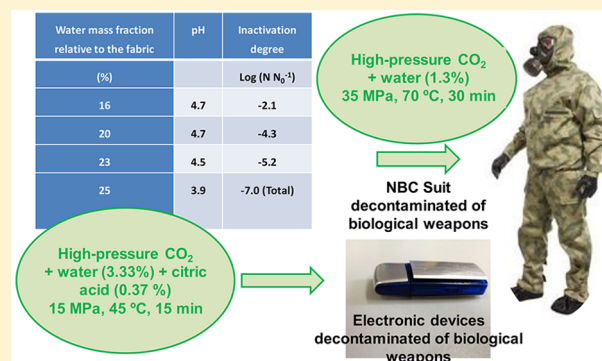 Water mass fraction relative to the fabric pH Inactivation degree
(%) Log (N N₀⁻¹)
16 4.7 -2.1
20 4.7 -4.3
23 4.5 -5.2
25 3.9 -7.0 (Total)
High-pressure CO₂
+ water (1.3%)
35 MPa, 70 ºC, 30 min
NBC Suit
decontaminated of
biological weapons
High-pressure CO₂
+ water (3.33%) + citric
acid (0.37 %)
15 MPa, 45 ºC, 15 min
Electronic devices
decontaminated of biological
weapons